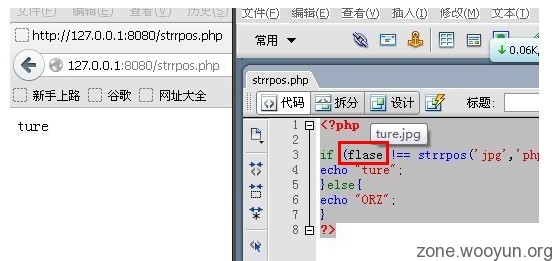 文件(F) 编辑(E) 查看(V) 历史(S)
http://127.0.0.1:8080/strrpos.php
127.0.0.1:8080/strrpos.php
新手上路 谷歌 网址大全
ture
文件(F) 编辑(E) 查看(V) 插入(I) 修改(M) 文本(T)
常用
0.06K
strrpos.php
代码 拆分 设计 标题:
1 <?php
ture.jpg
2
3 if (flase !== strrpos('jpg','php
4 echo "ture";
5 }else{
6 echo "ORZ";
7 }
8 ?>
zone.wooyun.org